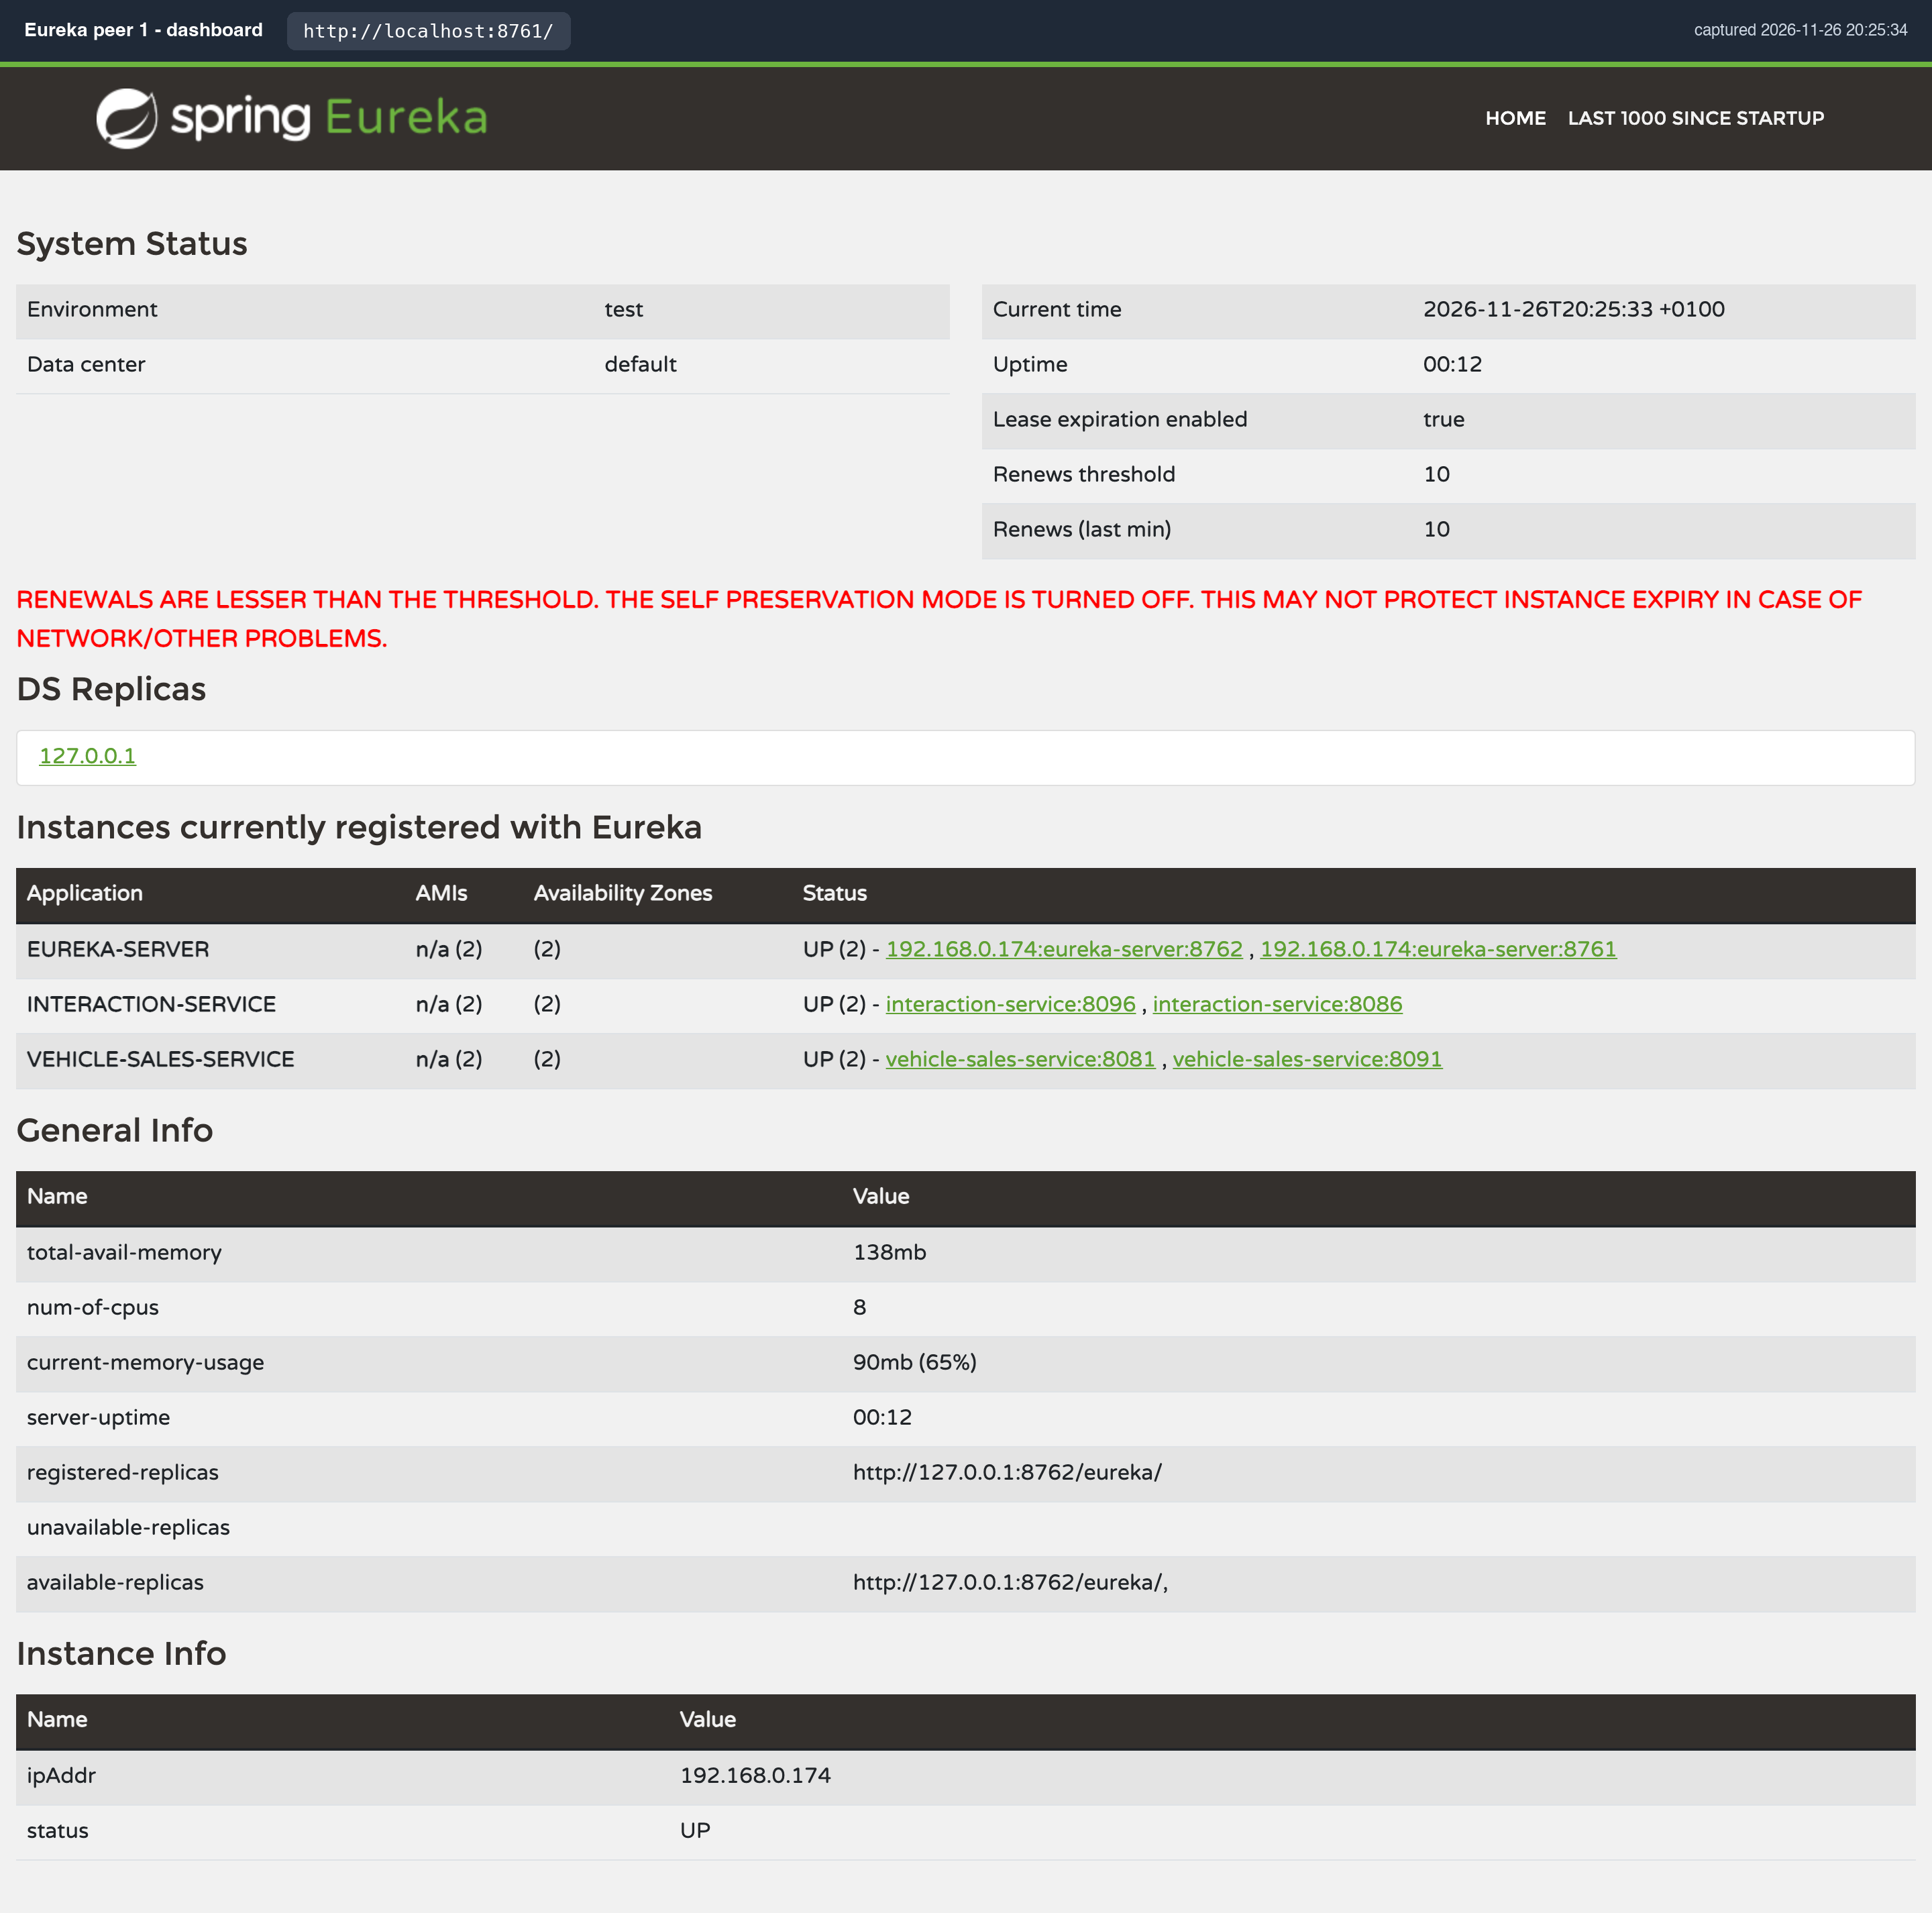 Eureka peer 1 - dashboard http://localhost:8761/ captured 2026-11-26 20:25:34
spring Eureka HOME LAST 1000 SINCE STARTUP
System Status
Environment test
Data center default
Current time 2026-11-26T20:25:33 +0100
Uptime 00:12
Lease expiration enabled true
Renews threshold 10
Renews (last min) 10
RENEWALS ARE LESSER THAN THE THRESHOLD. THE SELF PRESERVATION MODE IS TURNED OFF. THIS MAY NOT PROTECT INSTANCE EXPIRY IN CASE OF
NETWORK/OTHER PROBLEMS.
DS Replicas
127.0.0.1
Instances currently registered with Eureka
Application AMIs Availability Zones Status
EUREKA-SERVER n/a (2) (2) UP (2) - 192.168.0.174:eureka-server:8762 , 192.168.0.174:eureka-server:8761
INTERACTION-SERVICE n/a (2) (2) UP (2) - interaction-service:8096 , interaction-service:8086
VEHICLE-SALES-SERVICE n/a (2) (2) UP (2) - vehicle-sales-service:8081 , vehicle-sales-service:8091
General Info
Name Value
total-avail-memory 138mb
num-of-cpus 8
current-memory-usage 90mb (65%)
server-uptime 00:12
registered-replicas http://127.0.0.1:8762/eureka/
unavailable-replicas
available-replicas http://127.0.0.1:8762/eureka/,
Instance Info
Name Value
ipAddr 192.168.0.174
status UP